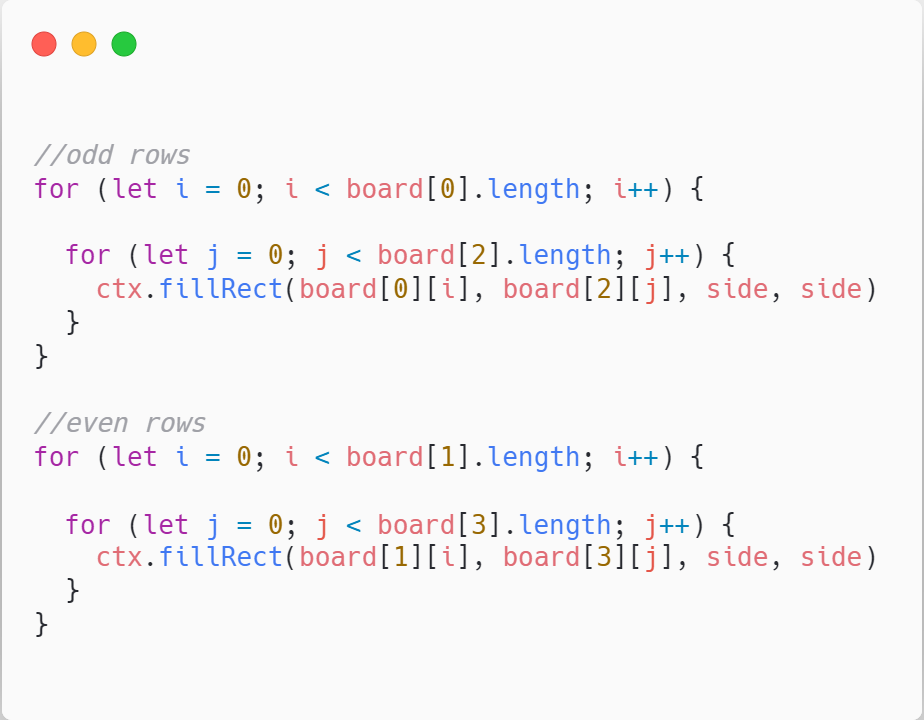 //odd rows
for (let i = 0; i < board[0].length; i++) {
  for (let j = 0; j < board[2].length; j++) {
    ctx.fillRect(board[0][i], board[2][j], side, side)
  }
}
//even rows
for (let i = 0; i < board[1].length; i++) {
  for (let j = 0; j < board[3].length; j++) {
    ctx.fillRect(board[1][i], board[3][j], side, side)
  }
}